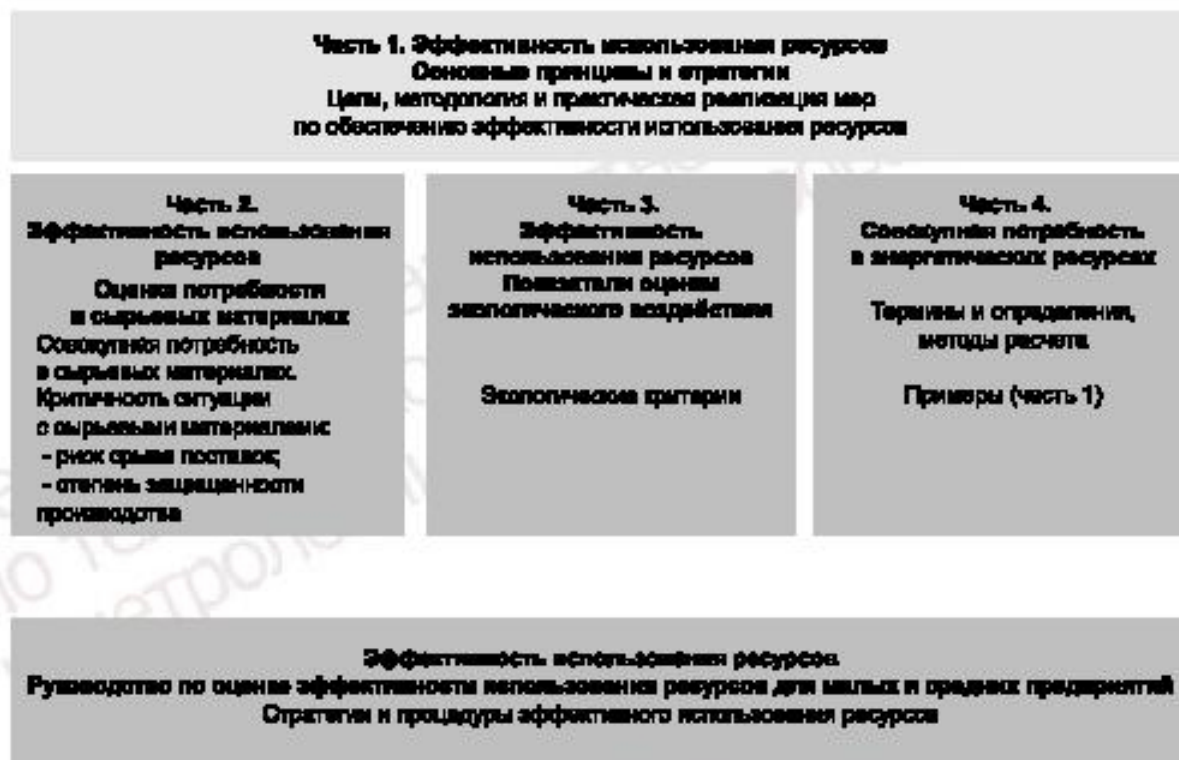 Часть 1. Эффективность использования ресурсов
Основные принципы и стратегии
Цели, методология и практическая реализация мер
по обеспечению эффективности использования ресурсов
Часть 2.
Эффективность использования
ресурсов
Оценка потребности
в сырьевых материалах
Совокупная потребность
в сырьевых материалах.
Критичность ситуации
с сырьевыми материалами:
- риск срыва поставок;
- степень защищенности
производства
Часть 3.
Эффективность
использования ресурсов
Показатели оценки
экологического воздействия
Экологические критерии
Часть 4.
Совокупная потребность
в энергетических ресурсах
Термины и определения,
методы расчета
Примеры (часть 1)
Эффективность использования ресурсов.
Руководство по оценке эффективности использования ресурсов для малых и средних предприятий
Стратегии и процедуры эффективного использования ресурсов